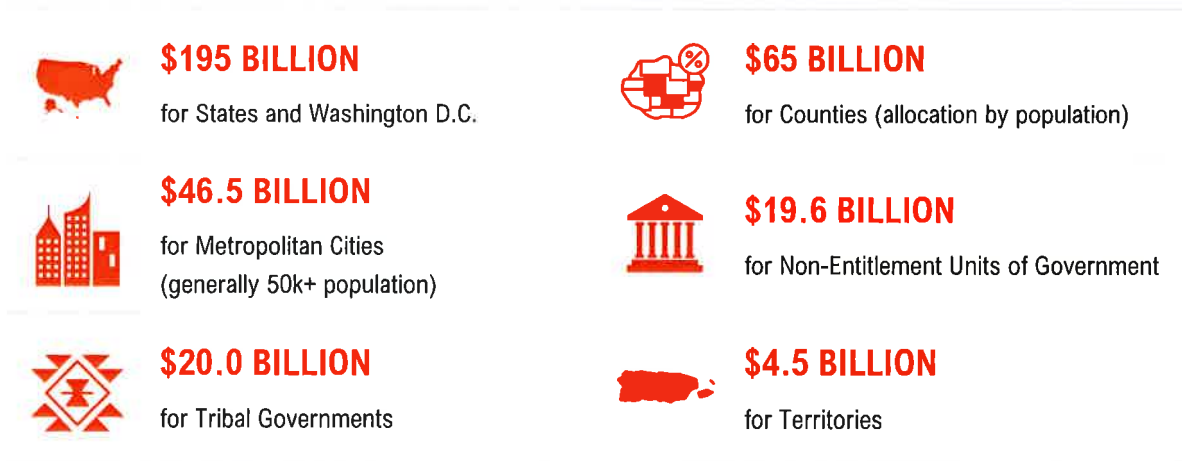 $195 BILLION
for States and Washington D.C.
$65 BILLION
for Counties (allocation by population)
%
$46.5 BILLION
for Metropolitan Cities
(generally 50k+ population)
$19.6 BILLION
for Non-Entitlement Units of Government
$20.0 BILLION
for Tribal Governments
$4.5 BILLION
for Territories